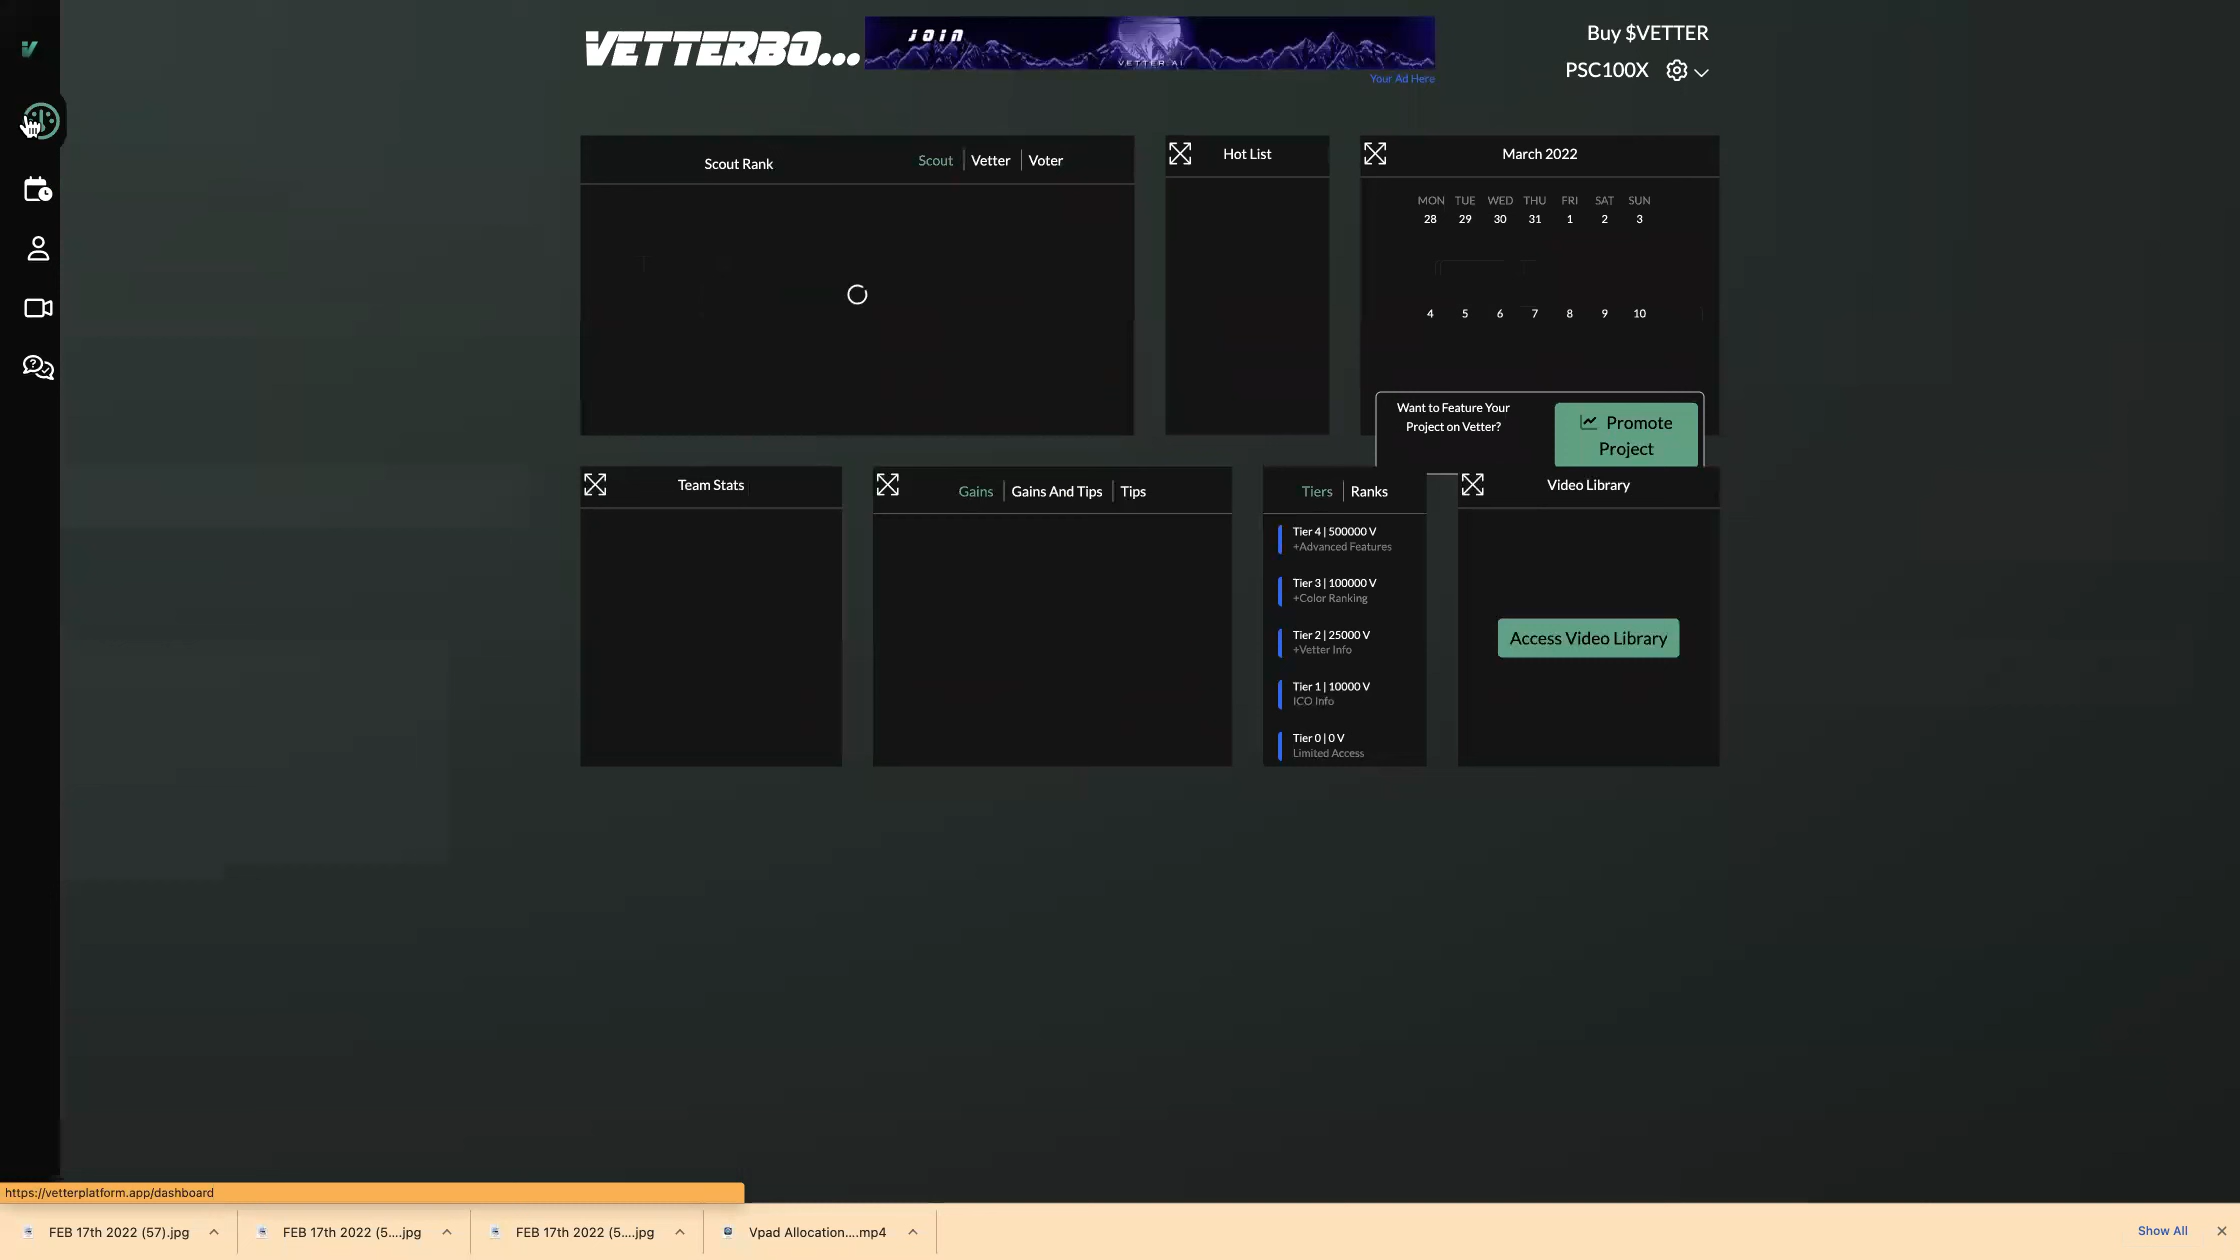 VETTERBO...
JOIN
VETTER.AI
Your Ad Here
Buy $VETTER
PSC100X
Scout Rank
Scout | Vetter | Voter
Hot List
March 2022
MON TUE WED THU FRI SAT SUN
28 29 30 31 1 2 3
4 5 6 7 8 9 10
Want to Feature Your
Project on Vetter?
Promote
Project
Team Stats
Gains | Gains And Tips | Tips
Tiers | Ranks
Tier 4 | 500000 V
+Advanced Features
Tier 3 | 100000 V
+Color Ranking
Tier 2 | 25000 V
+Vetter Info
Tier 1 | 10000 V
ICO Info
Tier 0 | 0 V
Limited Access
Video Library
Access Video Library
https://vetterplatform.app/dashboard
FEB 17th 2022 (57).jpg
FEB 17th 2022 (5....jpg
FEB 17th 2022 (5....jpg
Vpad Allocation....mp4
Show All